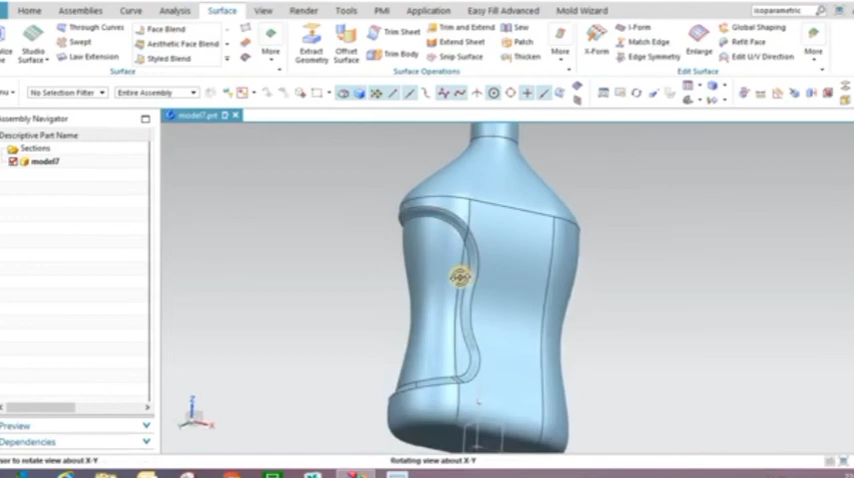 Home Assemblies Curve Analysis Surface View Render Tools PMI Application Easy Fill Advanced Mold Wizard isoparametric
Studio Surface
Through Curves
Swept
Law Extension
Face Blend
Aesthetic Face Blend
Styled Blend
More
Extract Geometry
Offset Surface
Trim Sheet
Trim Body
Trim and Extend
Extend Sheet
Snip Surface
Sew
Patch
Thicken
More
X-Form
I-Form
Match Edge
Edge Symmetry
Enlarge
Global Shaping
Refit Face
Edit U/V Direction
More
Surface
Surface Operations
Edit Surface
No Selection Filter
Entire Assembly
ssembly Navigator
model7.prt
Descriptive Part Name
Sections
model7
Z
X
Preview
Dependencies
sor to rotate view about X-Y
Rotating view about X-Y